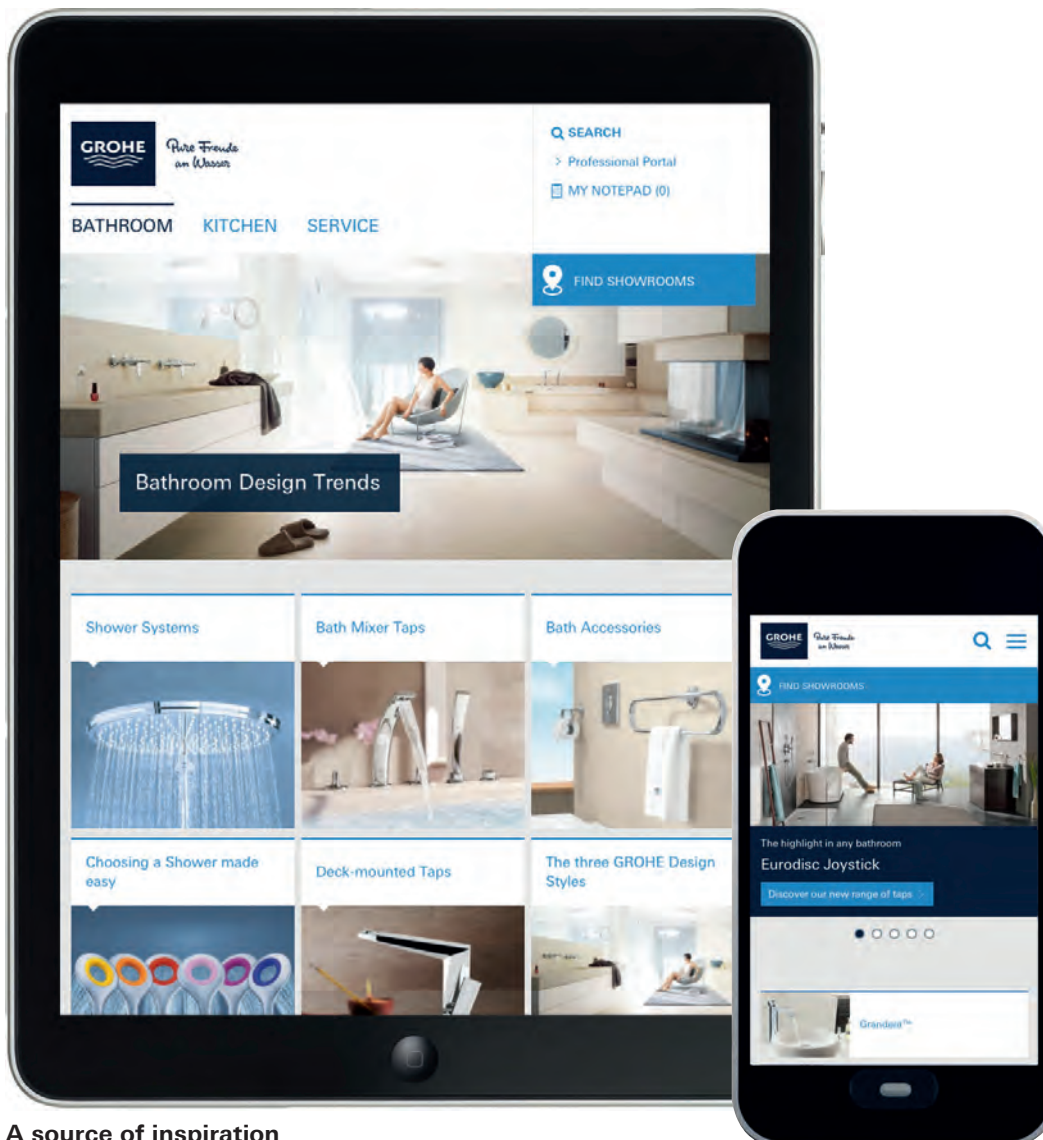 GROHE
Pure Freude
an Wasser
SEARCH
> Professional Portal
MY NOTEPAD (0)
BATHROOM KITCHEN SERVICE
FIND SHOWROOMS
Bathroom Design Trends
Shower Systems
Bath Mixer Taps
Bath Accessories
Choosing a Shower made
easy
Deck-mounted Taps
The three GROHE Design
Styles
GROHE
Pure Freude
an Wasser
FIND SHOWROOMS
The highlight in any bathroom
Eurodisc Joystick
Discover our new range of taps >
Grandera™
A source of inspiration